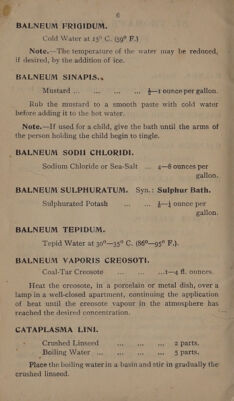 6
BALNEUM FRIGIDUM.
Cold Water at 15° C. (59° F.)
Note.—The temperature of the water may be reduced,
if desired, by the addition of ice.
BALNEUM SINAPIS.
Mustard ... ... ... ... ½—1 ounce per gallon.
Rub the mustard to a smooth paste with cold water
before adding it to the hot water.
Note.—If used for a child, give the bath until the arms of
the person holding the child begin to tingle.
BALNEUM SODII CHLORIDI.
Sodium Chloride or Sea-Salt ... 4—8 ounces per
gallon.
BALNEUM SULPHURATUM. Syn.: Sulphur Bath.
Sulphurated Potash ... ... ounce per
gallon.
BALNEUM TEPIDUM.
Tepid Water at 30°—35° C. (86°—95° F.).
BALNEUM VAPORIS CREOSOTI.
Coal-Tar Creosote ... ... ...1—4 fl. ounces.
Heat the creosote, in a porcelain or metal dish, over a
lamp in a well-closed apartment, continuing the application
of heat until the creosote vapour in the atmosphere has
reached the desired concentration.
CATAPLASMA LINI.
Crushed Linseed ... ... ... 2 parts.
Boiling Water ... ... ... ... 5 parts.
Place the boiling water in a basin and stir in gradually the
crushed linseed.